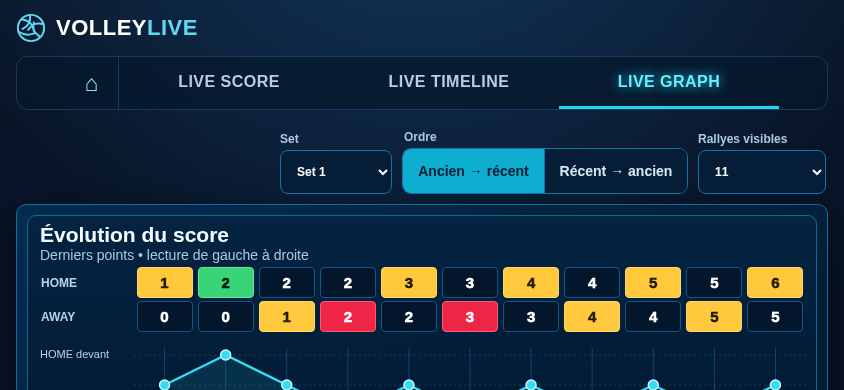 VOLLEYLIVE
⌂ LIVE SCORE LIVE TIMELINE LIVE GRAPH
Set Ordre Rallyes visibles
Set 1 Ancien → récent Récent → ancien 11
Évolution du score
Derniers points • lecture de gauche à droite
HOME 1 2 2 2 3 3 4 4 5 5 6
AWAY 0 0 1 2 2 3 3 4 4 5 5
HOME devant